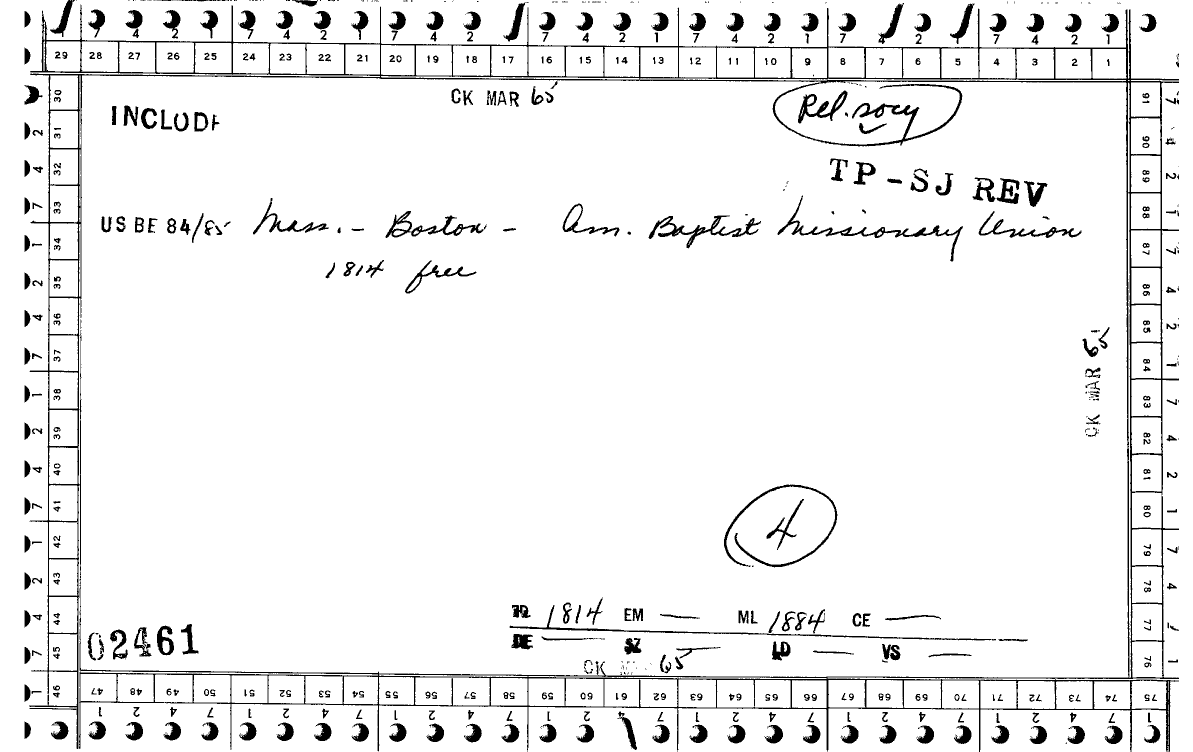 7 4 2 1 7 4 2 1 7 4 2 1 7 4 2 1 7 4 2 1 7 4 2 1
29 28 27 26 25 24 23 22 21 20 19 18 17 16 15 14 13 12 11 10 9 8 7 6 5 4 3 2 1
CK MAR 65
Rel. socy
INCLUDE
TP-SJ REV
US BE 84/85 Mass. - Boston - Am. Baptist Missionary Union
1814 free
CK MAR 65
4
1814 EM — ML 1884 CE —
DE — SZ — LD — VS —
02461
CK MAR 65
30 31 32 33 34 35 36 37 38 39 40 41 42 43 44 45 46
91 90 89 88 87 86 85 84 83 82 81 80 79 78 77 76 75
47 48 49 50 51 52 53 54 55 56 57 58 59 60 61 62 63 64 65 66 67 68 69 70 71 72 73 74 75
1 2 4 7 1 2 4 7 1 2 4 7 1 2 4 7 1 2 4 7 1 2 4 7 1 2 4 7 1